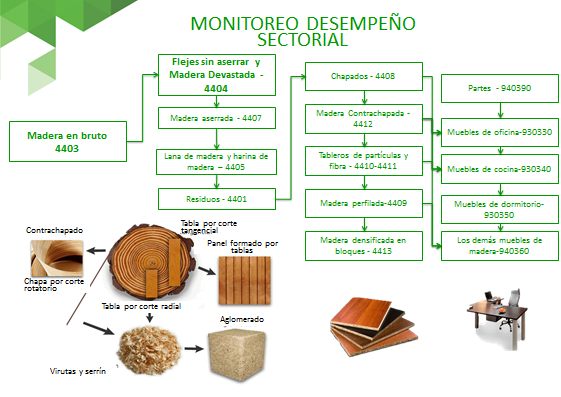 MONITOREO DESEMPEÑO
SECTORIAL
Madera en bruto
4403
Flejes sin aserrar y
Madera Devastada -
4404
Madera aserrada - 4407
Lana de madera y harina de
madera – 4405
Residuos - 4401
Chapados - 4408
Madera Contrachapada -
4412
Tableros de partículas y
fibra - 4410-4411
Madera perfilada-4409
Madera densificada en
bloques - 4413
Partes - 940390
Muebles de oficina-930330
Muebles de cocina-930340
Muebles de dormitorio-
930350
Los demás muebles de
madera-940360
Contrachapado
Chapa por corte
rotatorio
Tabla por corte
tangencial
Panel formado por
tablas
Tabla por corte radial
Aglomerado
Virutas y serrín